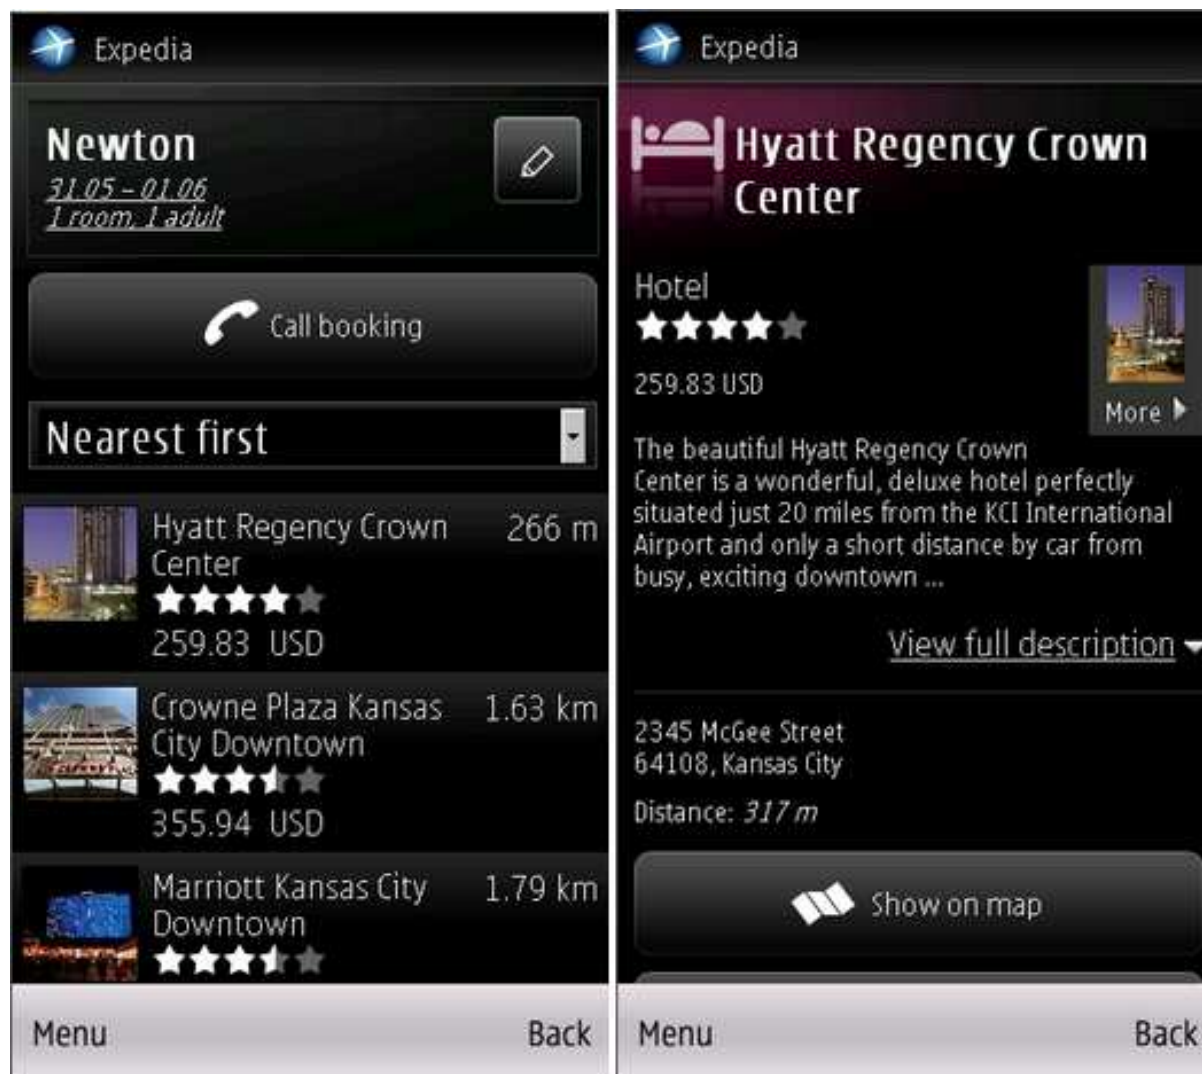 Expedia
Newton
31.05 – 01.06
1 room, 1 adult
Call booking
Nearest first
Hyatt Regency Crown
Center
266 m
259.83 USD
Crowne Plaza Kansas
City Downtown
1.63 km
355.94 USD
Marriott Kansas City
Downtown
1.79 km
Menu
Back
Expedia
Hyatt Regency Crown
Center
Hotel
259.83 USD
More
The beautiful Hyatt Regency Crown
Center is a wonderful, deluxe hotel perfectly
situated just 20 miles from the KCI International
Airport and only a short distance by car from
busy, exciting downtown ...
View full description
2345 McGee Street
64108, Kansas City
Distance: 317 m
Show on map
Menu
Back